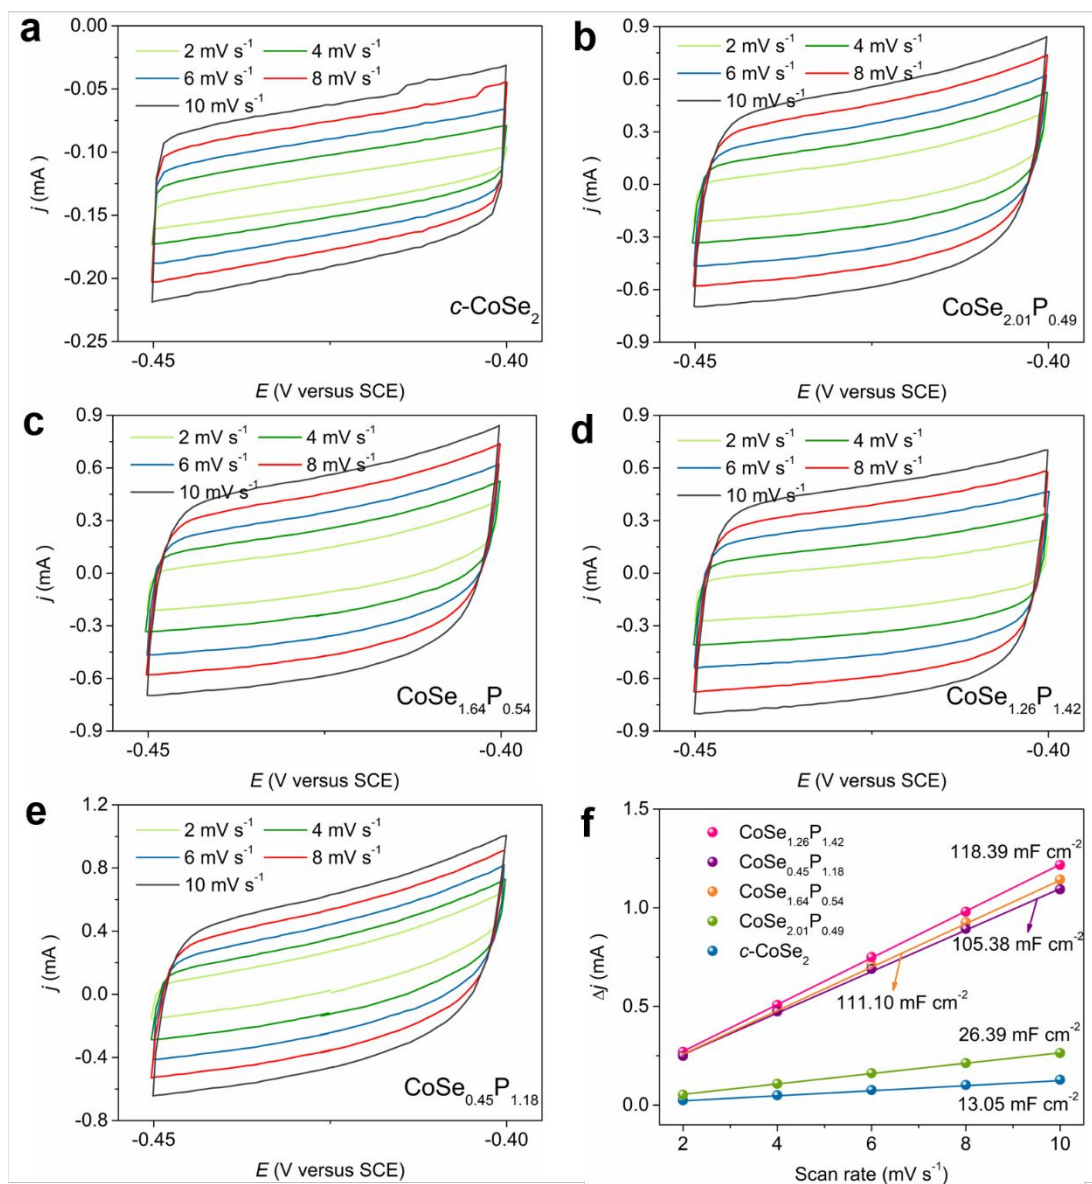 a
0.00
-0.05
-0.10
-0.15
-0.20
-0.25
j (mA)
2 mV s⁻¹ 4 mV s⁻¹
6 mV s⁻¹ 8 mV s⁻¹
10 mV s⁻¹
c-CoSe₂
-0.45 -0.40
E (V versus SCE)
b
0.9
0.6
0.3
0.0
-0.3
-0.6
-0.9
j (mA)
2 mV s⁻¹ 4 mV s⁻¹
6 mV s⁻¹ 8 mV s⁻¹
10 mV s⁻¹
CoSe₂.₀₁P₀.₄₉
-0.45 -0.40
E (V versus SCE)
c
0.9
0.6
0.3
0.0
-0.3
-0.6
-0.9
j (mA)
2 mV s⁻¹ 4 mV s⁻¹
6 mV s⁻¹ 8 mV s⁻¹
10 mV s⁻¹
CoSe₁.₆₄P₀.₅₄
-0.45 -0.40
E (V versus SCE)
d
0.9
0.6
0.3
0.0
-0.3
-0.6
-0.9
j (mA)
2 mV s⁻¹ 4 mV s⁻¹
6 mV s⁻¹ 8 mV s⁻¹
10 mV s⁻¹
CoSe₁.₂₆P₁.₄₂
-0.45 -0.40
E (V versus SCE)
e
1.2
0.8
0.4
0.0
-0.4
-0.8
j (mA)
2 mV s⁻¹ 4 mV s⁻¹
6 mV s⁻¹ 8 mV s⁻¹
10 mV s⁻¹
CoSe₀.₄₅P₁.₁₈
-0.45 -0.40
E (V versus SCE)
f
1.5
1.0
0.5
0.0
Δj (mA)
CoSe₁.₂₆P₁.₄₂
CoSe₀.₄₅P₁.₁₈
CoSe₁.₆₄P₀.₅₄
CoSe₂.₀₁P₀.₄₉
c-CoSe₂
118.39 mF cm⁻²
105.38 mF cm⁻²
111.10 mF cm⁻²
26.39 mF cm⁻²
13.05 mF cm⁻²
2 4 6 8 10
Scan rate (mV s⁻¹)